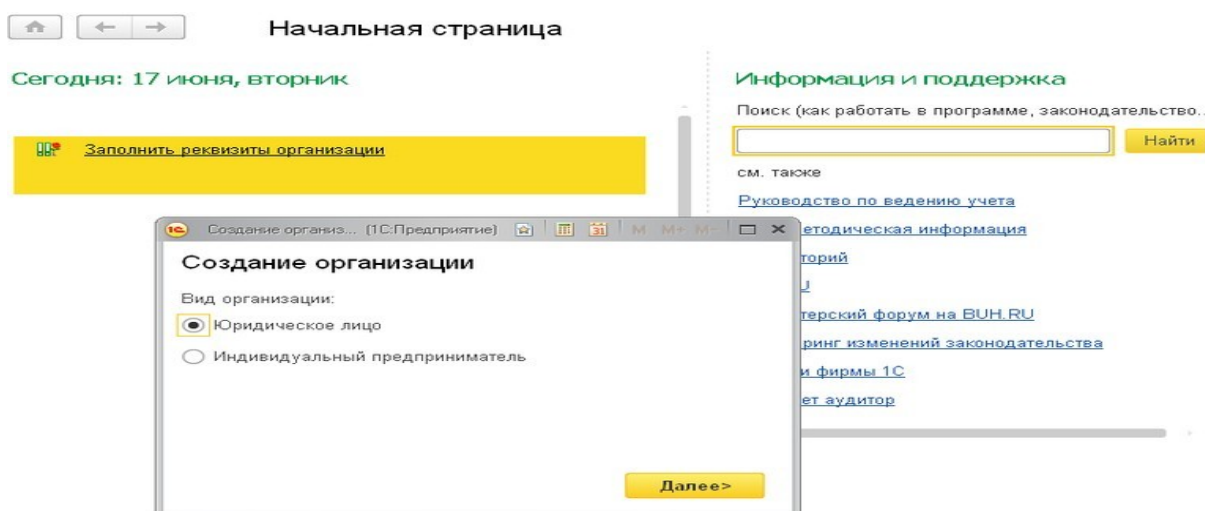 Начальная страница
Сегодня: 17 июня, вторник
Заполнить реквизиты организации
Информация и поддержка
Поиск (как работать в программе, законодательство..
Найти
см. также
Руководство по ведению учета
етодическая информация
торий
U
терский форум на BUH.RU
ринг изменений законодательства
и фирмы 1С
ет аудитор
1С Создание организ... (1С:Предприятие) 31 M M+ M-
Создание организации
Вид организации:
Юридическое лицо
Индивидуальный предприниматель
Далее>